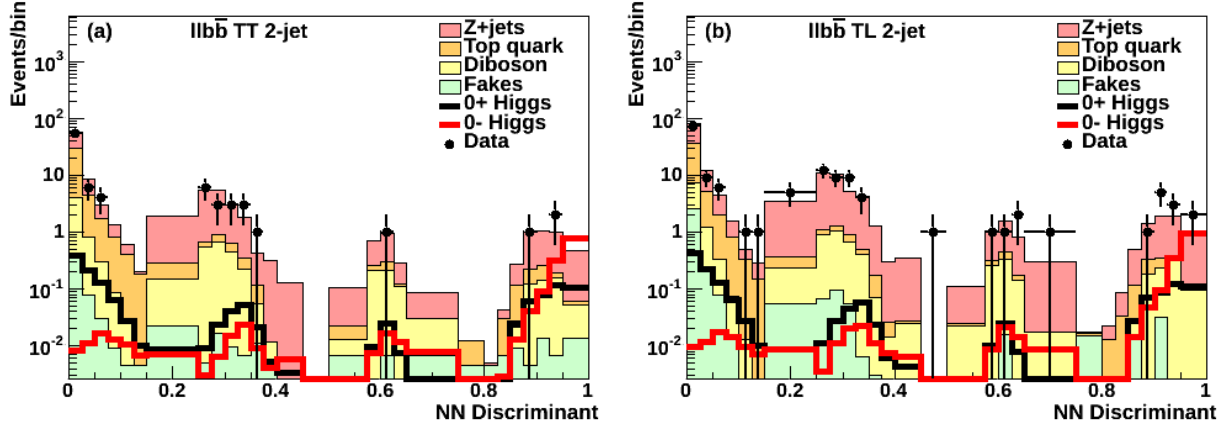 (a) llbb̅ TT 2-jet
Events/bin
10³
10²
10
1
10⁻¹
10⁻²
Z+jets
Top quark
Diboson
Fakes
0+ Higgs
0- Higgs
Data
0 0.2 0.4 0.6 0.8 1
NN Discriminant
(b) llbb̅ TL 2-jet
Events/bin
10³
10²
10
1
10⁻¹
10⁻²
Z+jets
Top quark
Diboson
Fakes
0+ Higgs
0- Higgs
Data
0 0.2 0.4 0.6 0.8 1
NN Discriminant